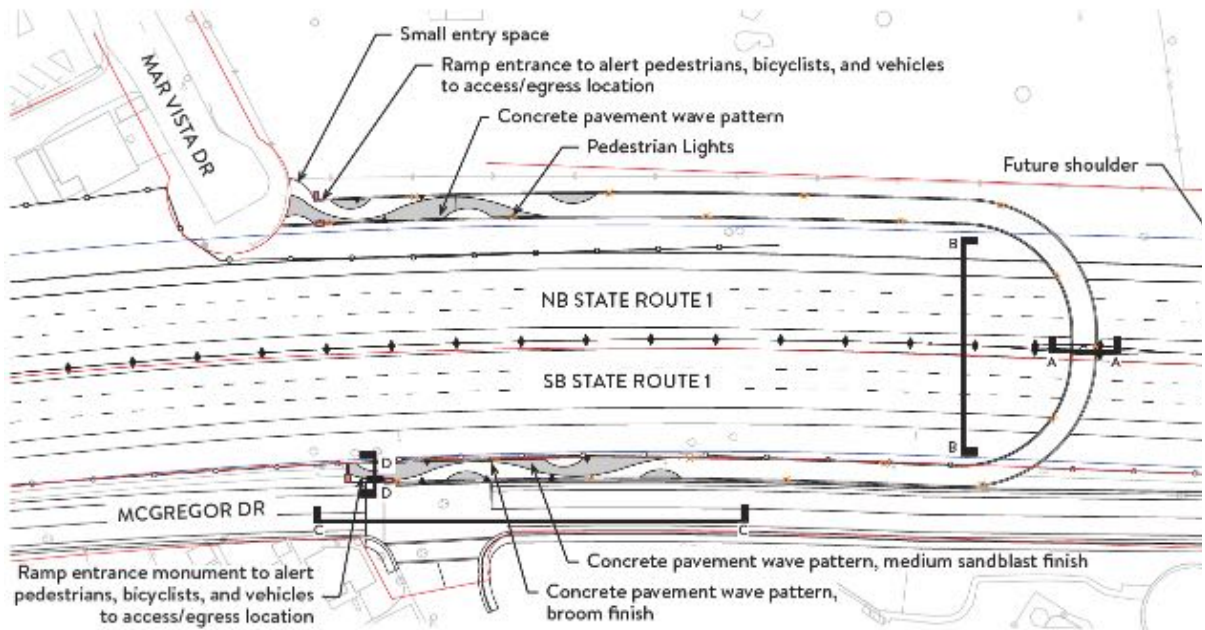 Small entry space
Ramp entrance to alert pedestrians, bicyclists, and vehicles
to access/egress location
MAR VISTA DR
Concrete pavement wave pattern
Pedestrian Lights
Future shoulder
B
NB STATE ROUTE 1
A
A
SB STATE ROUTE 1
B
D
D
MCGREGOR DR
C
C
Ramp entrance monument to alert
pedestrians, bicyclists, and vehicles
to access/egress location
Concrete pavement wave pattern, medium sandblast finish
Concrete pavement wave pattern,
broom finish